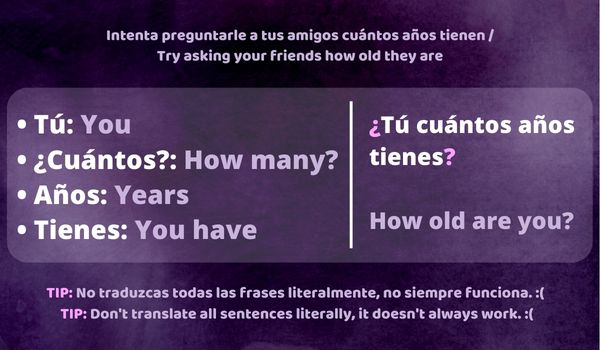 Intenta preguntarle a tus amigos cuántos años tienen /
Try asking your friends how old they are
• Tú: You
• ¿Cuántos?: How many?
• Años: Years
• Tienes: You have
¿Tú cuántos años
tienes?
How old are you?
TIP: No traduzcas todas las frases literalmente, no siempre funciona. :(
TIP: Don't translate all sentences literally, it doesn't always work. :(